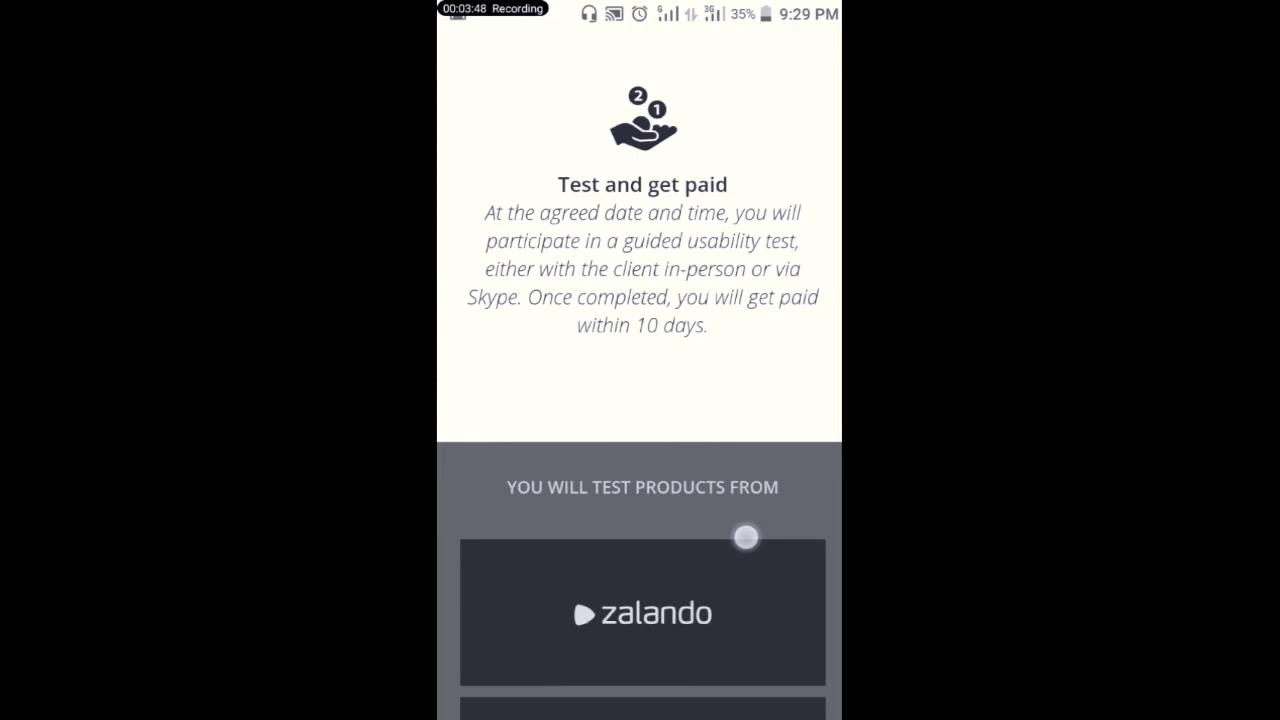 00:03:48 Recording
G 3G 35% 9:29 PM
2
1
Test and get paid
At the agreed date and time, you will
participate in a guided usability test,
either with the client in-person or via
Skype. Once completed, you will get paid
within 10 days.
YOU WILL TEST PRODUCTS FROM
zalando